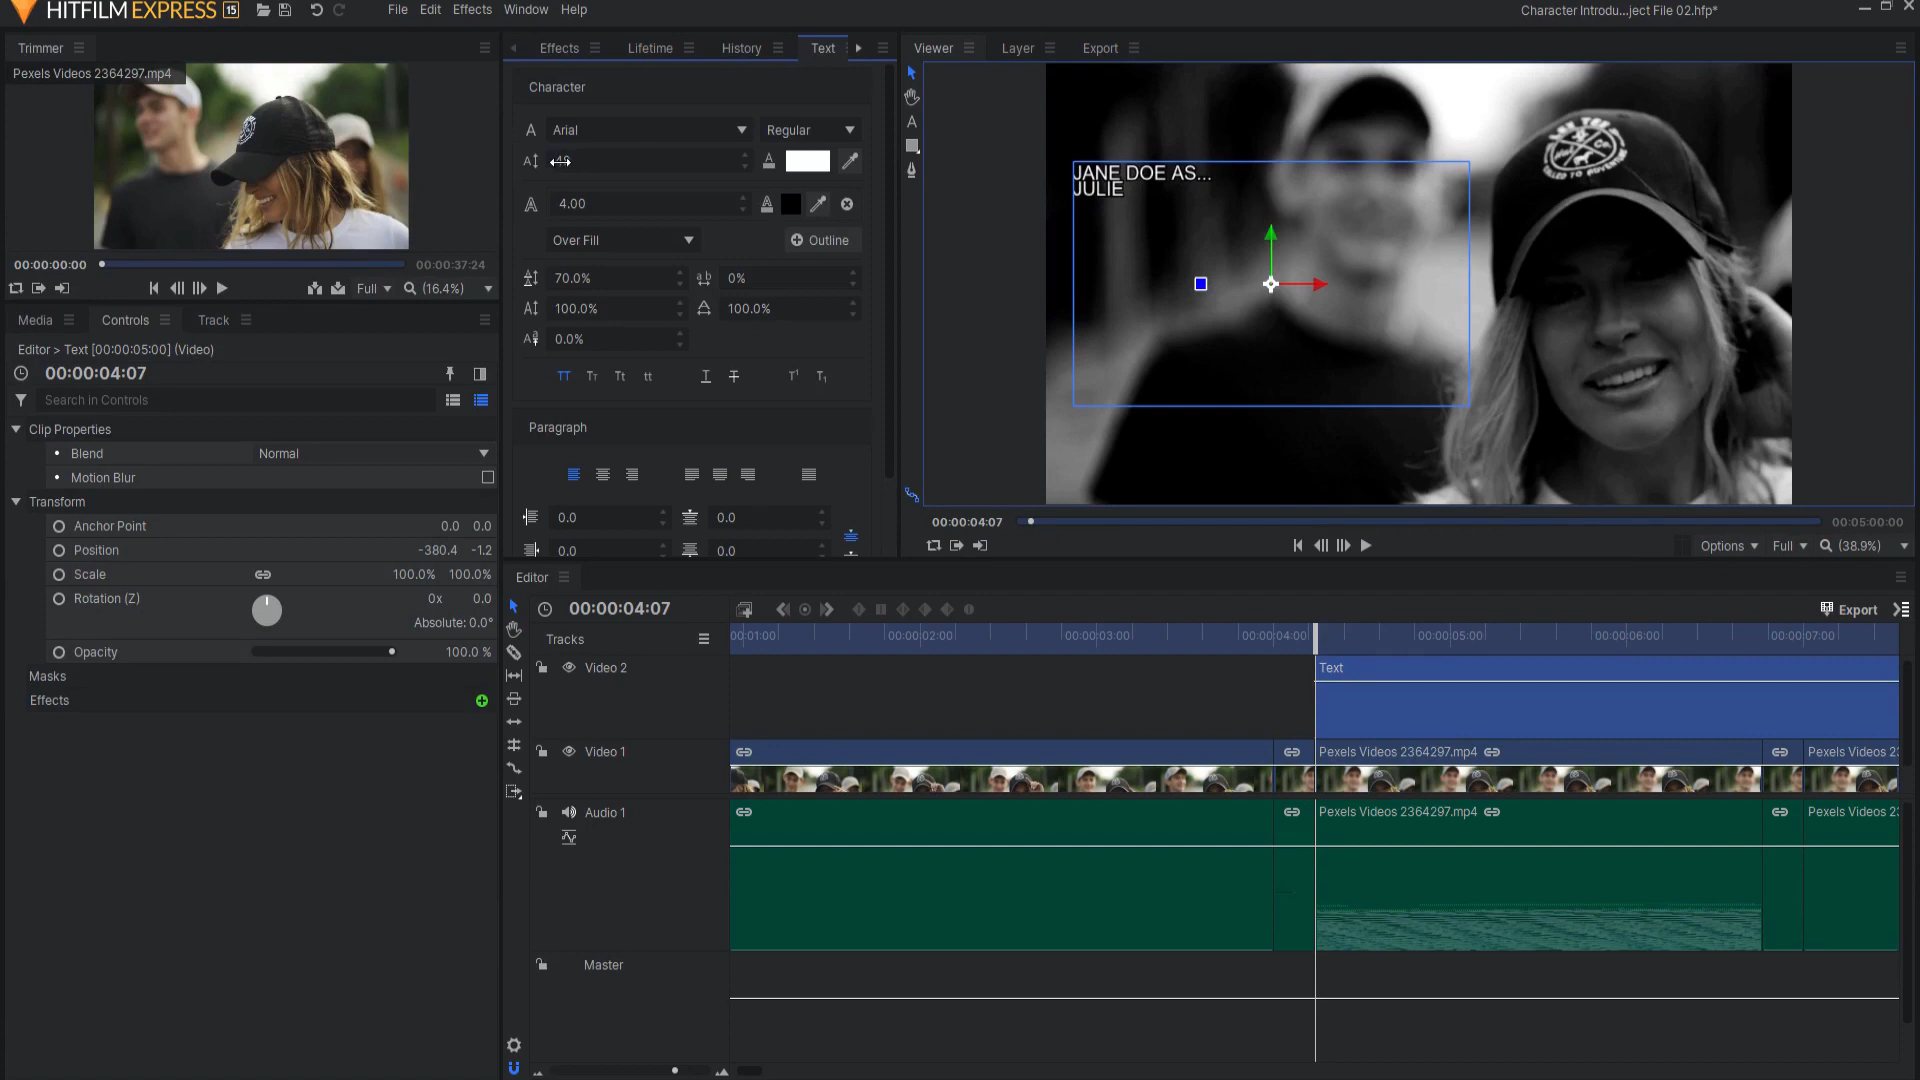 HITFILM EXPRESS 15
File Edit Effects Window Help
Character Introdu...ject File 02.hfp*
Trimmer
Pexels Videos 2364297.mp4
00:00:00:00
00:00:37:24
Full
(16.4%)
Media Controls Track
Editor > Text [00:00:05:00] (Video)
00:00:04:07
Search in Controls
Clip Properties
Blend Normal
Motion Blur
Transform
Anchor Point 0.0 0.0
Position -380.4 -1.2
Scale 100.0% 100.0%
Rotation (Z) 0x 0.0
Absolute: 0.0°
Opacity 100.0 %
Masks
Effects
Effects Lifetime History Text
Character
Arial Regular
4.00
Over Fill Outline
70.0% 0%
100.0% 100.0%
0.0%
Paragraph
0.0 0.0
0.0 0.0
Viewer Layer Export
JANE DOE AS...
JULIE
00:00:04:07
00:05:00:00
Options Full (38.9%)
Editor
00:00:04:07
Export
Tracks
00:01:00 00:00:02:00 00:00:03:00 00:00:04:00 00:00:05:00 00:00:06:00 00:00:07:00
Video 2
Text
Video 1
Pexels Videos 2364297.mp4
Pexels Videos 2
Audio 1
Pexels Videos 2364297.mp4
Pexels Videos 2
Master